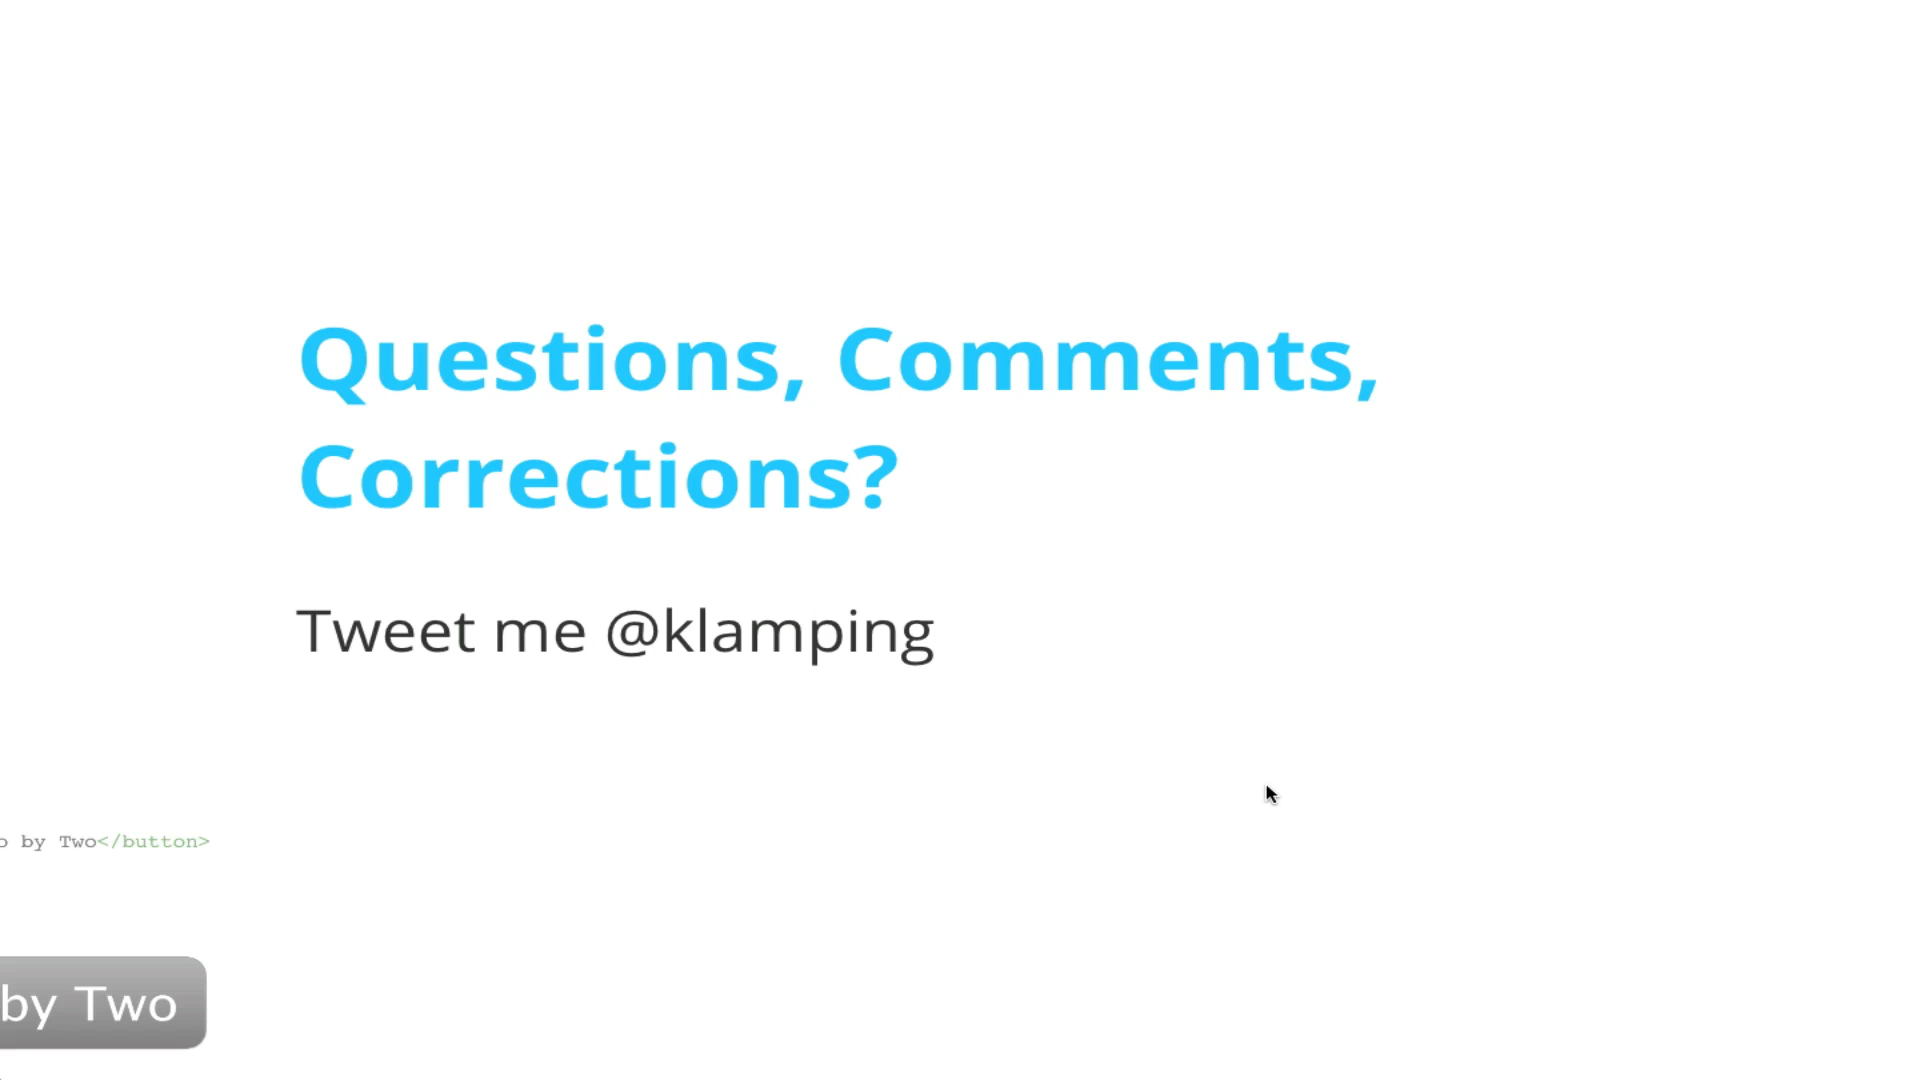 Questions, Comments,
Corrections?
Tweet me @klamping
by Two</button>
by Two